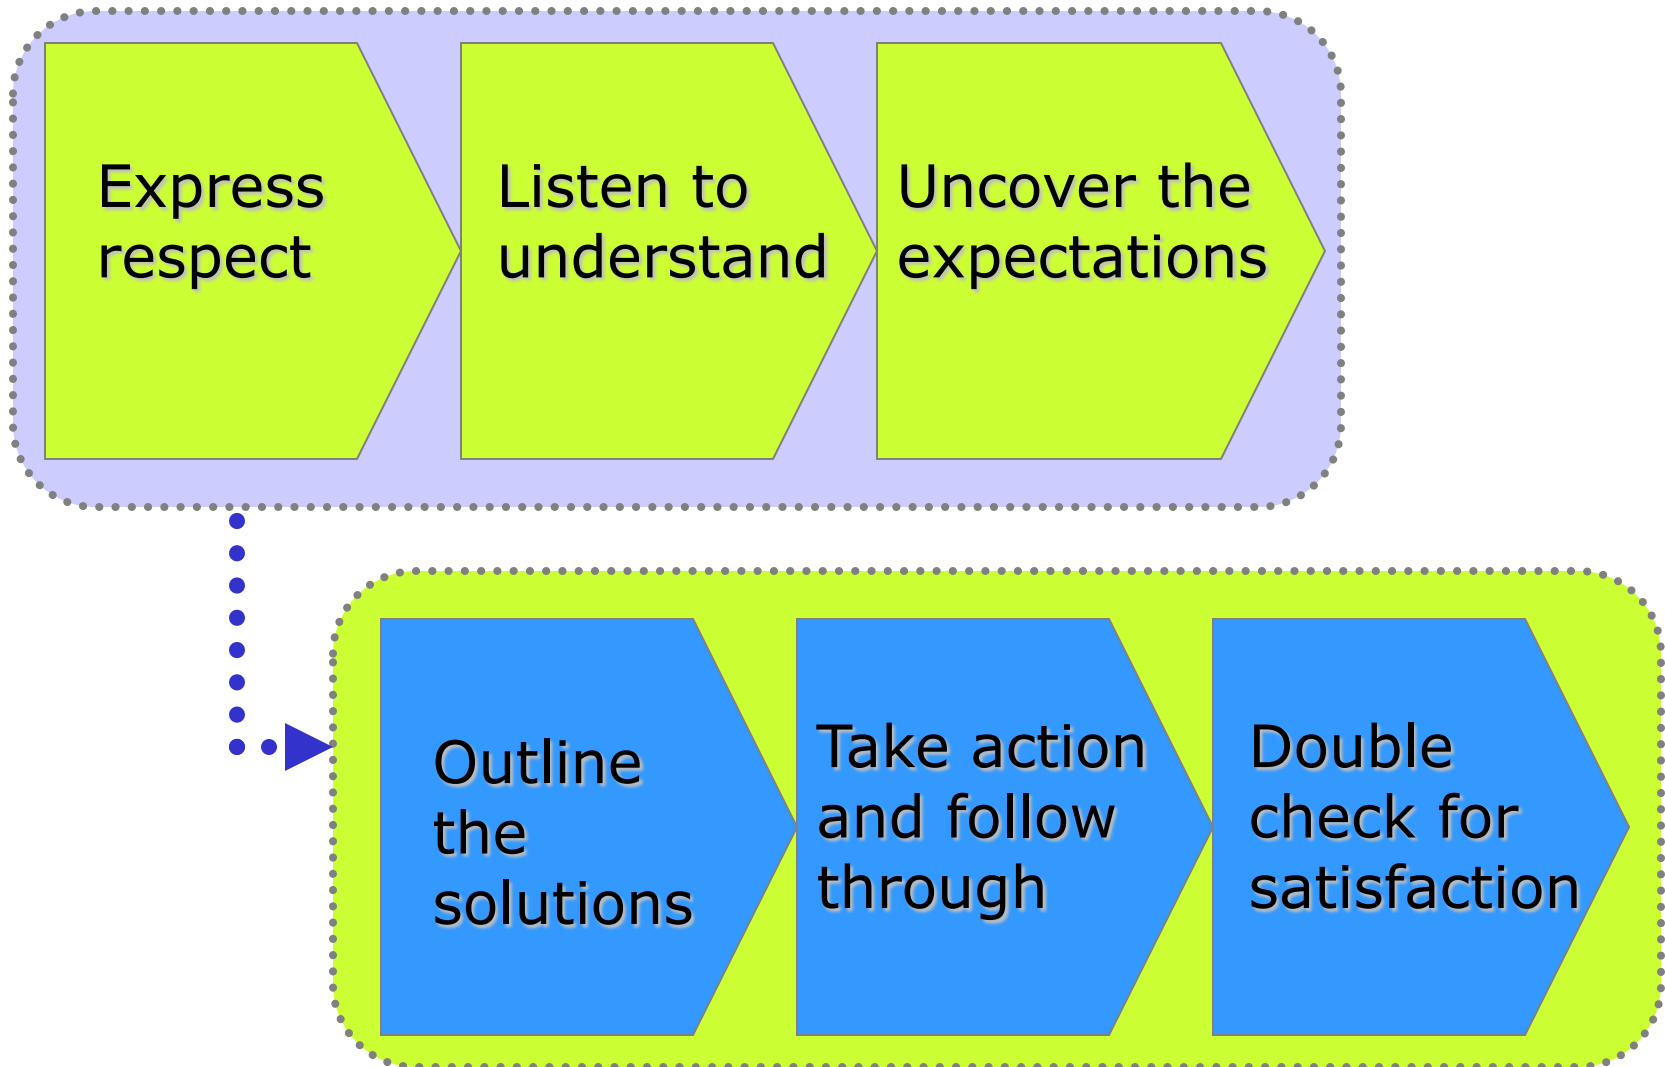 Express
respect
Listen to
understand
Uncover the
expectations
Outline
the
solutions
Take action
and follow
through
Double
check for
satisfaction